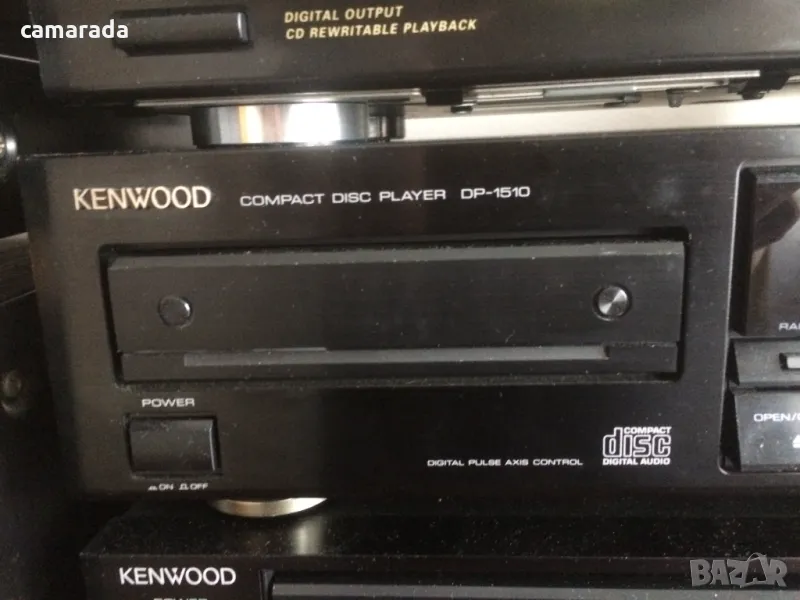 camarada
DIGITAL OUTPUT
CD REWRITABLE PLAYBACK
KENWOOD COMPACT DISC PLAYER DP-1510
POWER
ON OFF
DIGITAL PULSE AXIS CONTROL
COMPACT
disc
DIGITAL AUDIO
OPEN/
KENWOOD
BAZAR